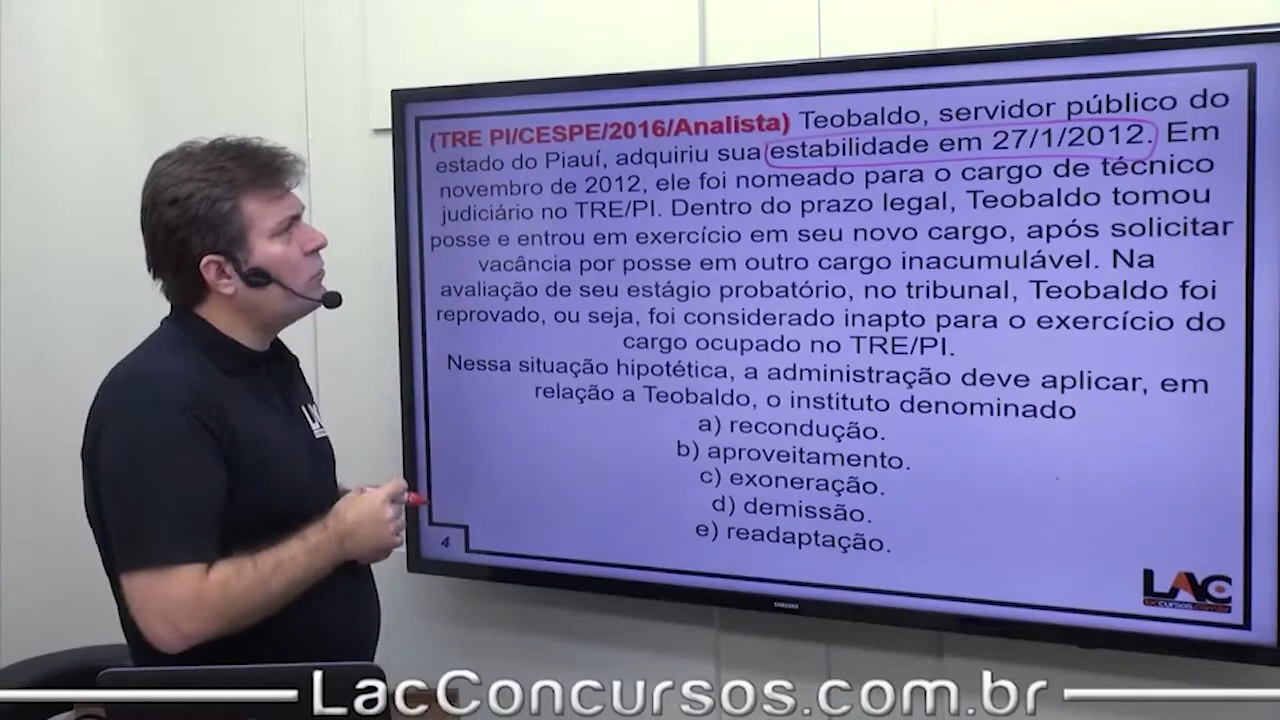 (TRE PI/CESPE/2016/Analista) Teobaldo, servidor público do
estado do Piauí, adquiriu sua estabilidade em 27/1/2012. Em
novembro de 2012, ele foi nomeado para o cargo de técnico
judiciário no TRE/PI. Dentro do prazo legal, Teobaldo tomou
posse e entrou em exercício em seu novo cargo, após solicitar
vacância por posse em outro cargo inacumulável. Na
avaliação de seu estágio probatório, no tribunal, Teobaldo foi
reprovado, ou seja, foi considerado inapto para o exercício do
cargo ocupado no TRE/PI.
Nessa situação hipotética, a administração deve aplicar, em
relação a Teobaldo, o instituto denominado
a) recondução.
b) aproveitamento.
c) exoneração.
d) demissão.
e) readaptação.
4
LAC
laccursos.com.br
SAMSUNG
LacConcursos.com.br